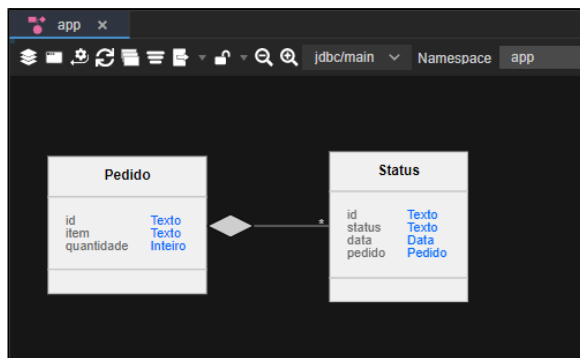 app ×
jdbc/main Namespace app
Pedido
id Texto
item Texto
quantidade Inteiro
*
Status
id Texto
status Texto
data Data
pedido Pedido